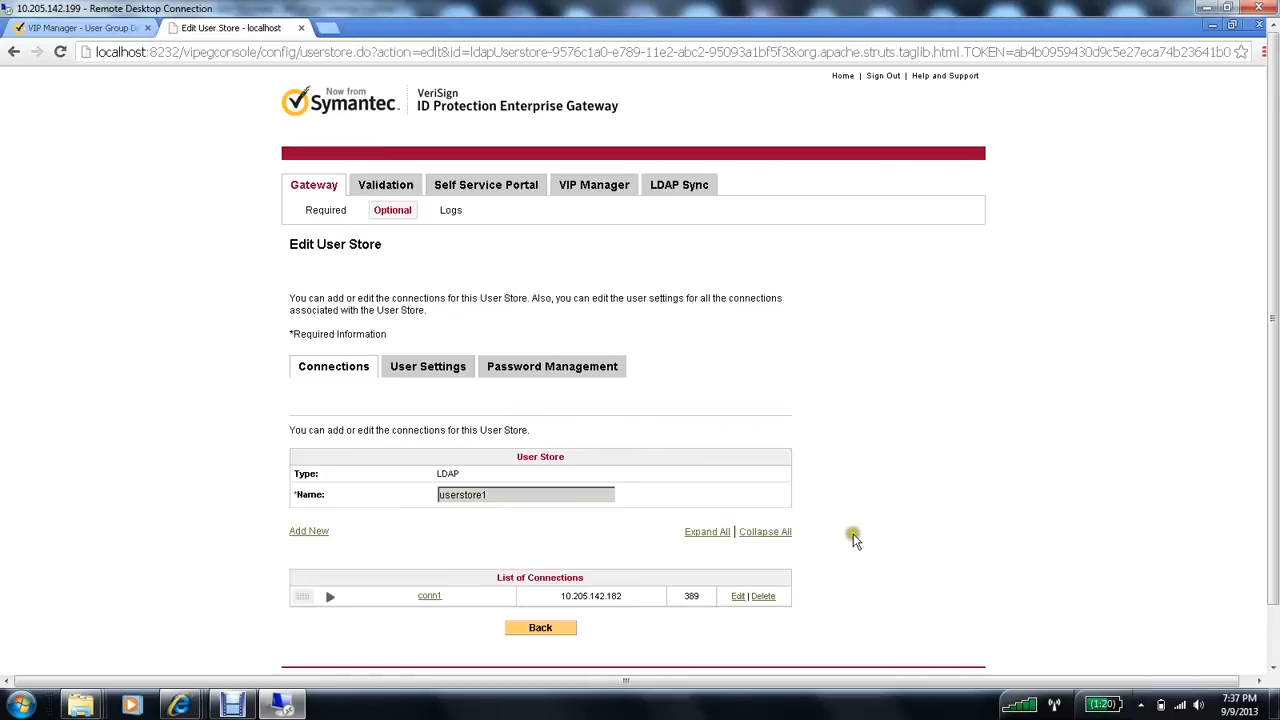 10.205.142.199 - Remote Desktop Connection
VIP Manager - User Group D
Edit User Store - localhost
localhost:8232/vipegconsole/config/userstore.do?action=edit&id=ldapUserstore-9576c1a0-e789-11e2-abc2-95003a1bf5f3&org.apache.struts.taglib.html.TOKEN=ab4b0959430d9c5e27eca74b23641b0
Home | Sign Out | Help and Support
Now from
Symantec.
VeriSign
ID Protection Enterprise Gateway
Gateway Validation Self Service Portal VIP Manager LDAP Sync
Required Optional Logs
Edit User Store
You can add or edit the connections for this User Store. Also, you can edit the user settings for all the connections
associated with the User Store.
*Required Information
Connections User Settings Password Management
You can add or edit the connections for this User Store.
User Store
Type: LDAP
*Name: userstore1
Add New Expand All | Collapse All
List of Connections
conn1 10.205.142.182 389 Edit | Delete
Back
(1:20)
7:37 PM
9/9/2013